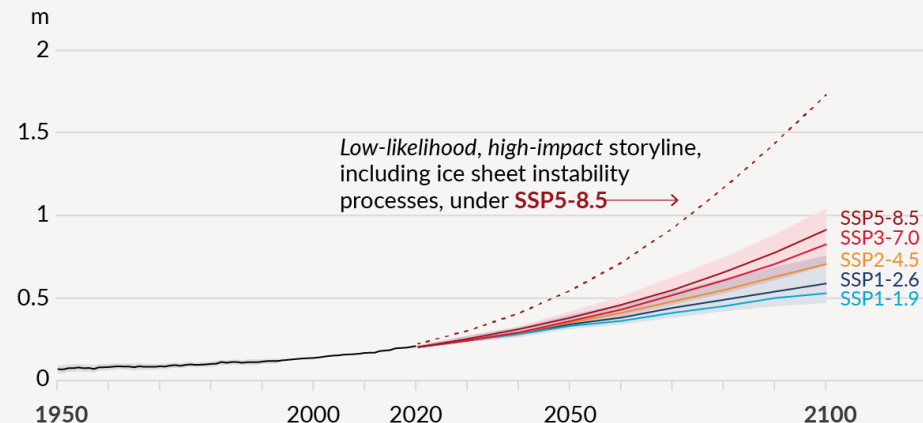 m
2
1.5
Low-likelihood, high-impact storyline,
including ice sheet instability
processes, under SSP5-8.5
1
SSP5-8.5
SSP3-7.0
SSP2-4.5
SSP1-2.6
SSP1-1.9
0.5
0
1950 2000 2020 2050 2100